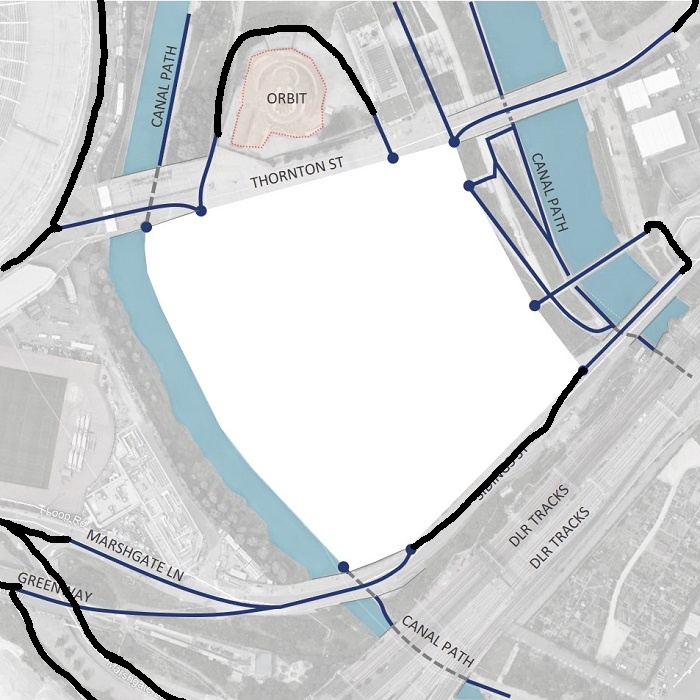 CANAL PATH
ORBIT
THORNTON ST
CANAL PATH
SIDINGS ST
DLR TRACKS
DLR TRACKS
MARSHGATE LN
GREENWAY
CANAL PATH